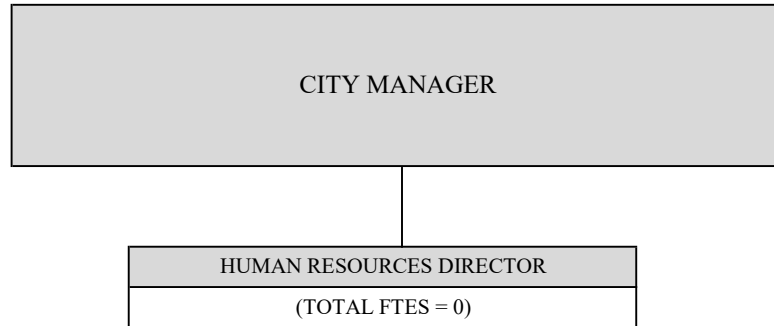 CITY MANAGER
HUMAN RESOURCES DIRECTOR
(TOTAL FTES = 0)